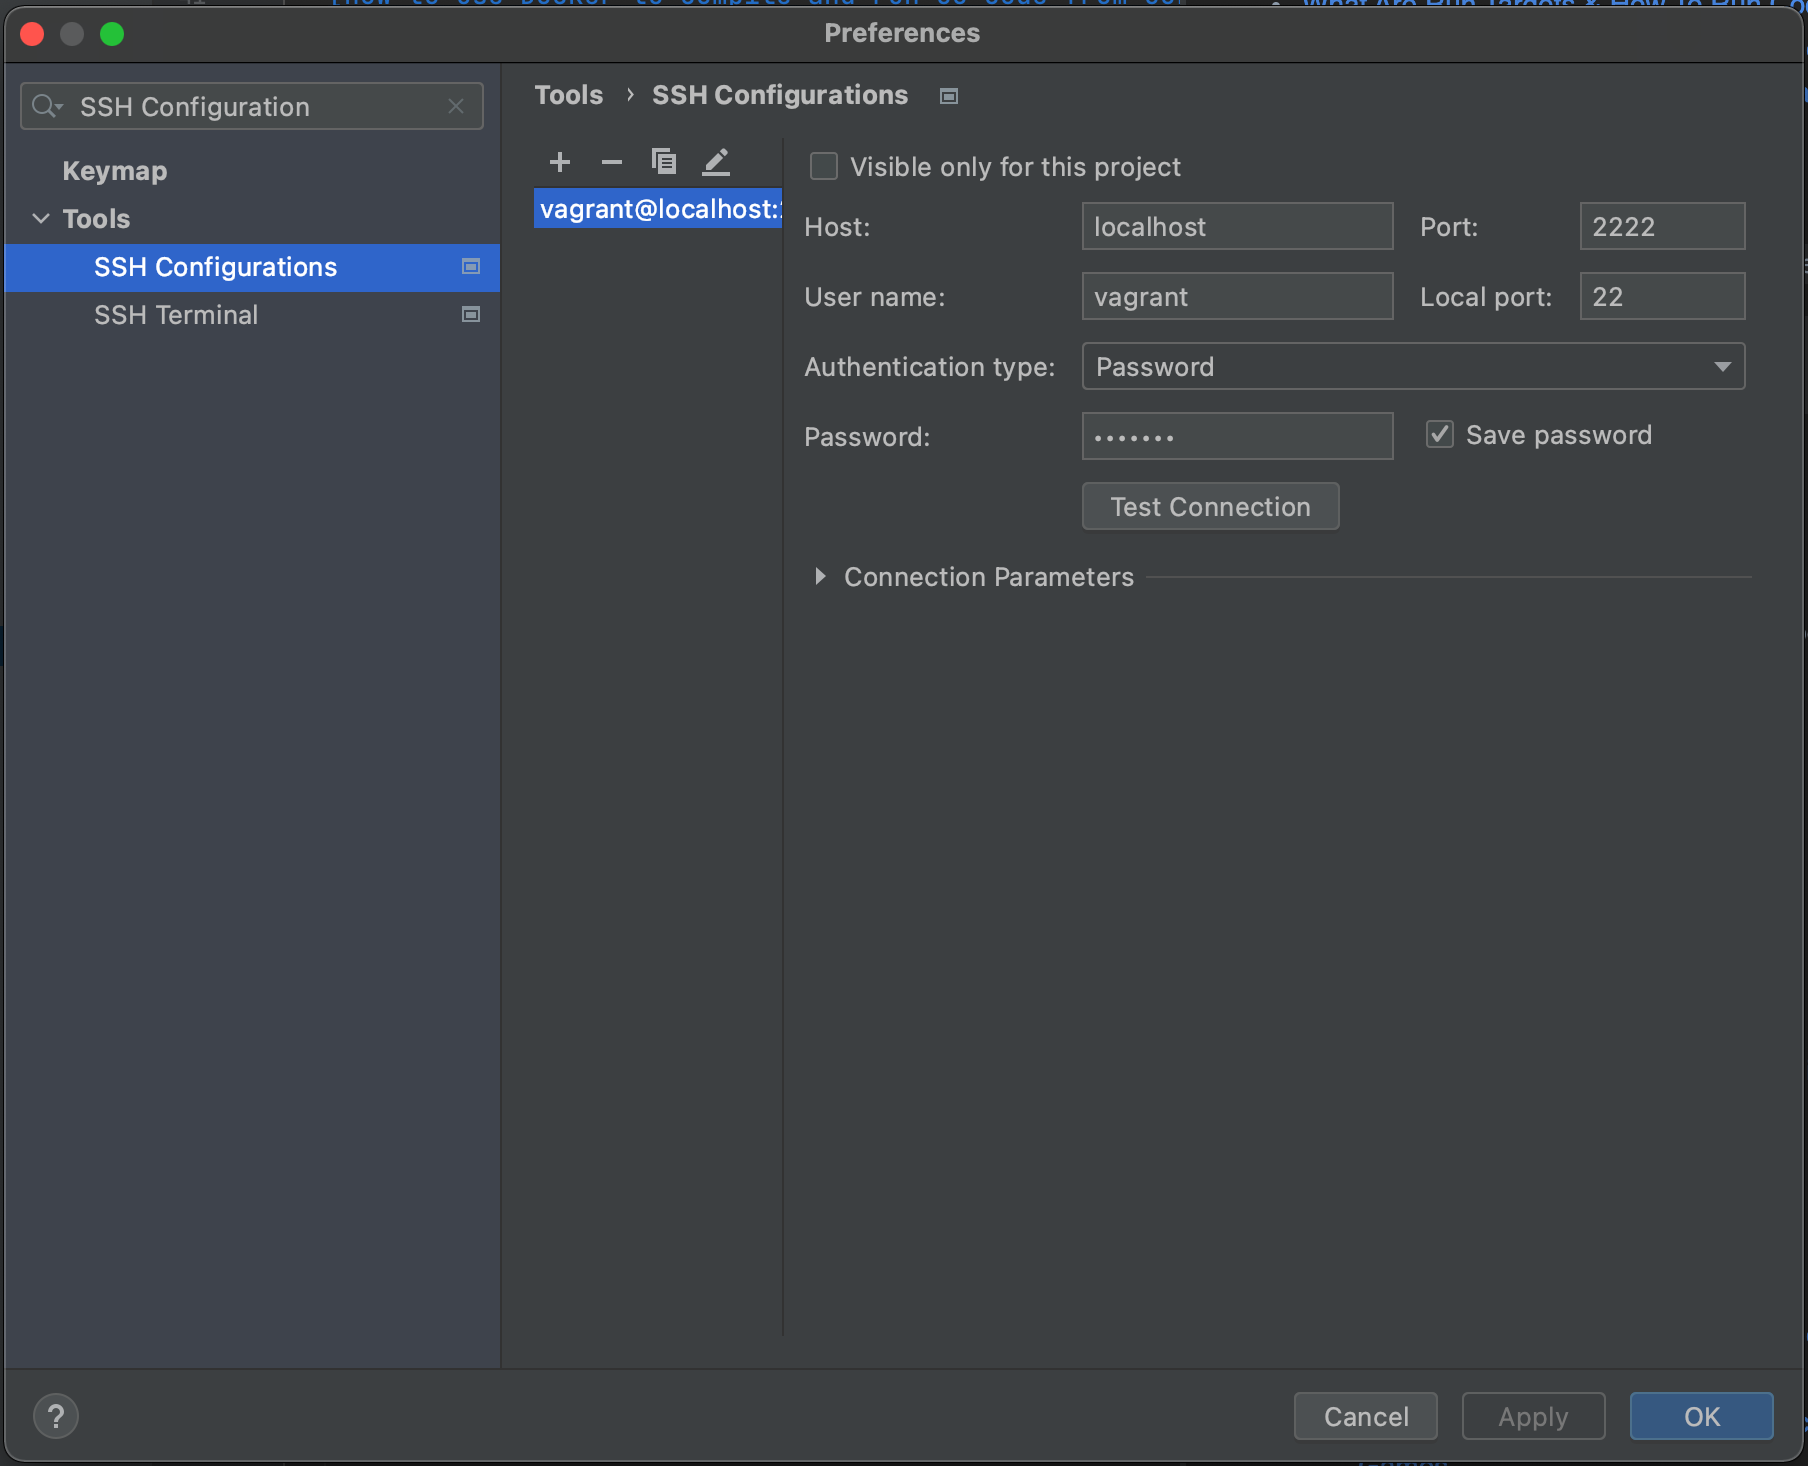 41
Preferences
SSH Configuration
Keymap
Tools
SSH Configurations
SSH Terminal
Tools › SSH Configurations
vagrant@localhost:
Visible only for this project
Host: localhost Port: 2222
User name: vagrant Local port: 22
Authentication type: Password
Password: ••••••• Save password
Test Connection
Connection Parameters
? Cancel Apply OK